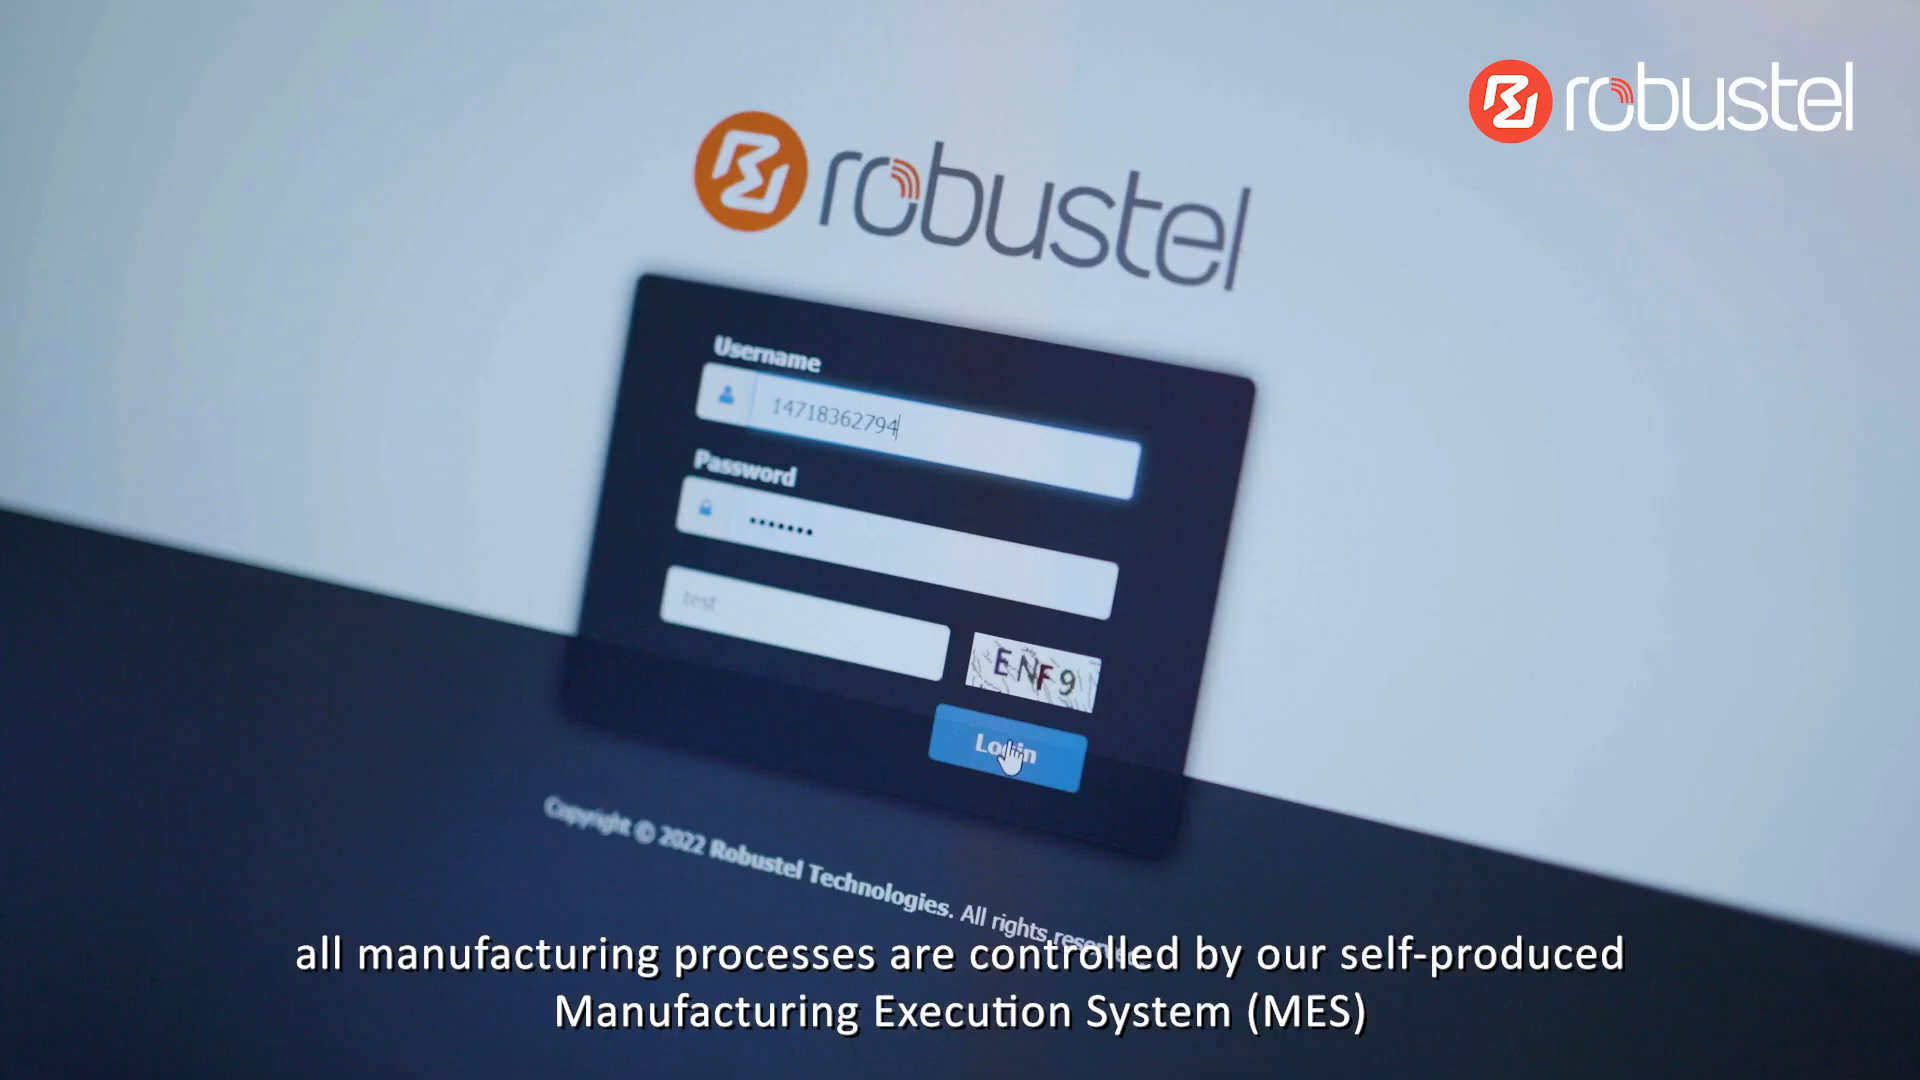 robustel
robustel
Username
14718362794
Password
test
ENF9
Login
Copyright © 2022 Robustel Technologies. All rights
all manufacturing processes are controlled by our self-produced
Manufacturing Execution System (MES)